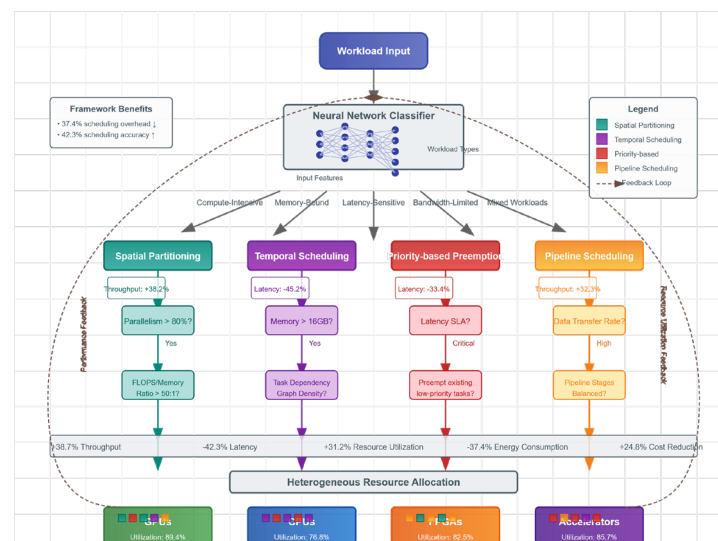 Workload Input
Framework Benefits
• 37.4% scheduling overhead ↓
• 42.3% scheduling accuracy ↑
Neural Network Classifier
Workload Types
Input Features
Legend
Spatial Partitioning
Temporal Scheduling
Priority-based
Pipeline Scheduling
Feedback Loop
Compute-Intensive
Memory-Bound
Latency-Sensitive
Bandwidth-Limited
Mixed Workloads
Spatial Partitioning
Temporal Scheduling
Priority-based Preemption
Pipeline Scheduling
Throughput: +38.2%
Latency: -45.2%
Latency: -33.4%
Throughput: +32.3%
Performance Feedback
Resource Utilization Feedback
Parallelism > 80%?
Memory > 16GB?
Latency SLA?
Data Transfer Rate?
Yes
Yes
Critical
High
FLOPS/Memory
Ratio > 50:1?
Task Dependency
Graph Density?
Preempt existing
low-priority tasks?
Pipeline Stages
Balanced?
+38.7% Throughput
-42.3% Latency
+31.2% Resource Utilization
-37.4% Energy Consumption
+24.8% Cost Reduction
Heterogeneous Resource Allocation
FPGAs
Accelerators
Utilization: 89.4%
Utilization: 76.8%
Utilization: 82.5%
Utilization: 85.7%